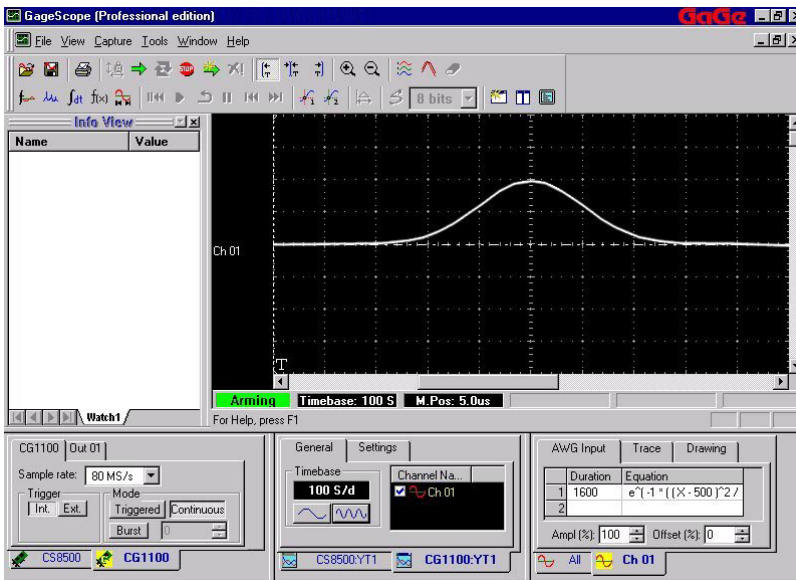 GageScope (Professional edition)
GaGe
File View Capture Tools Window Help
STOP
∫dt f(x)
8 bits
Info View
Name Value
Ch 01
T
Watch1
Arming Timebase: 100 S M.Pos: 5.0us
For Help, press F1
CG1100 Out 01
Sample rate: 80 MS/s
Trigger
Int. Ext.
Mode
Triggered Continuous
Burst 0
CS8500 CG1100
General Settings
Timebase
100 S/d
Channel Na...
Ch 01
CS8500:YT1 CG1100:YT1
AWG Input Trace Drawing
Duration Equation
1 1600 e^( -1 * ( (X - 500 )^2 /
2
Ampl (%): 100 Offset (%): 0
All Ch 01